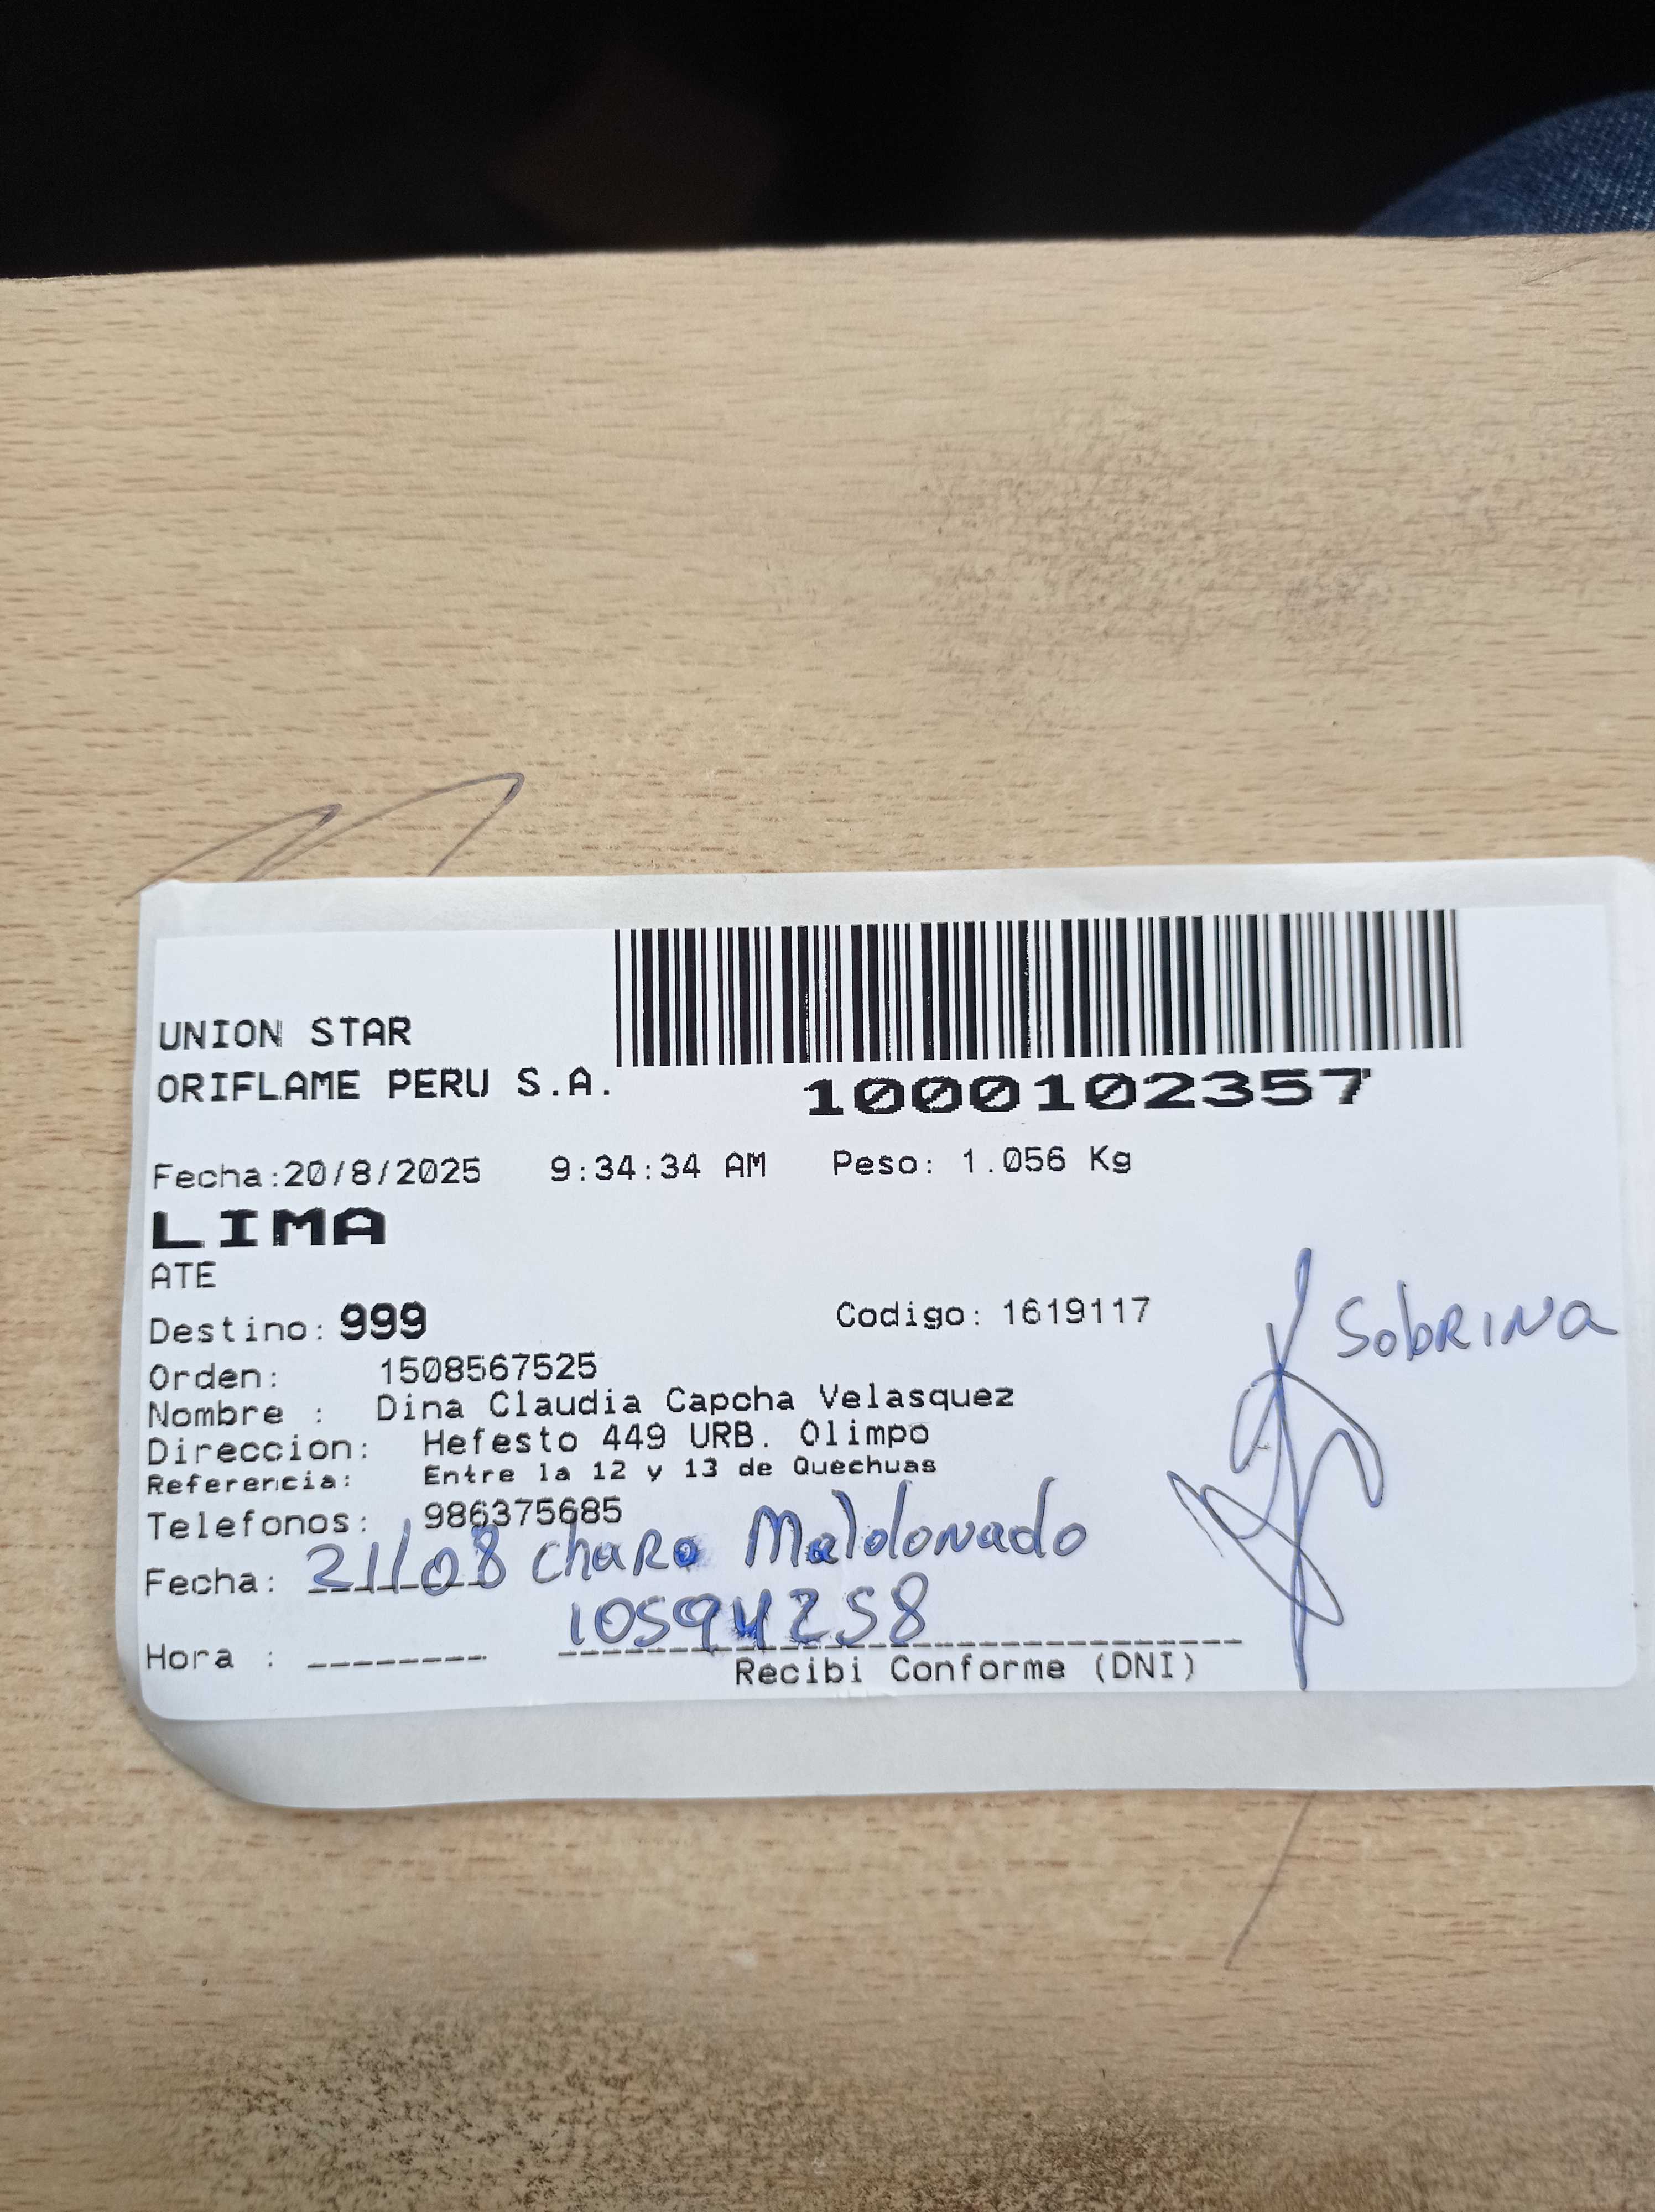 UNION STAR
ORIFLAME PERU S.A.
1000102357
Fecha:20/8/2025 9:34:34 AM Peso: 1.056 Kg
LIMA
ATE
Destino: 999 Codigo: 1619117
Sobrina
Orden: 1508567525
Nombre : Dina Claudia Capcha Velasquez
Direccion: Hefesto 449 URB. Olimpo
Referencia: Entre la 12 y 13 de Quechuas
Telefonos: 986375685
Fecha: 21/08 Charo Maldonado
10594258
Hora :
Recibi Conforme (DNI)